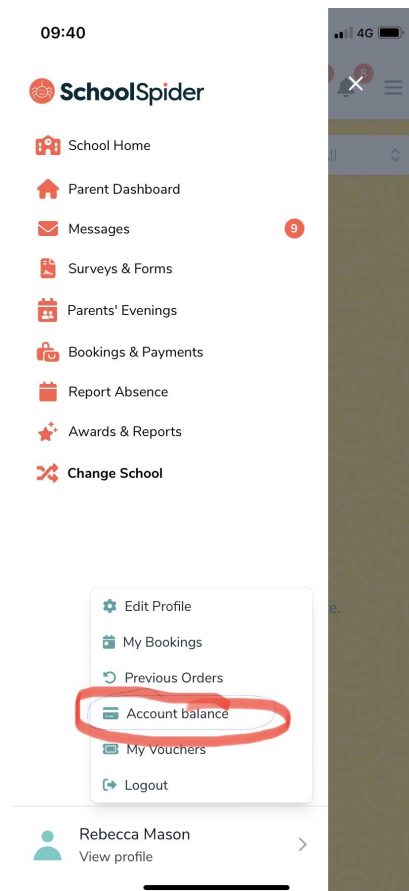 09:40
4G
SchoolSpider
School Home
Parent Dashboard
Messages
9
Surveys & Forms
Parents' Evenings
Bookings & Payments
Report Absence
Awards & Reports
Change School
Edit Profile
My Bookings
Previous Orders
Account balance
My Vouchers
Logout
Rebecca Mason
View profile